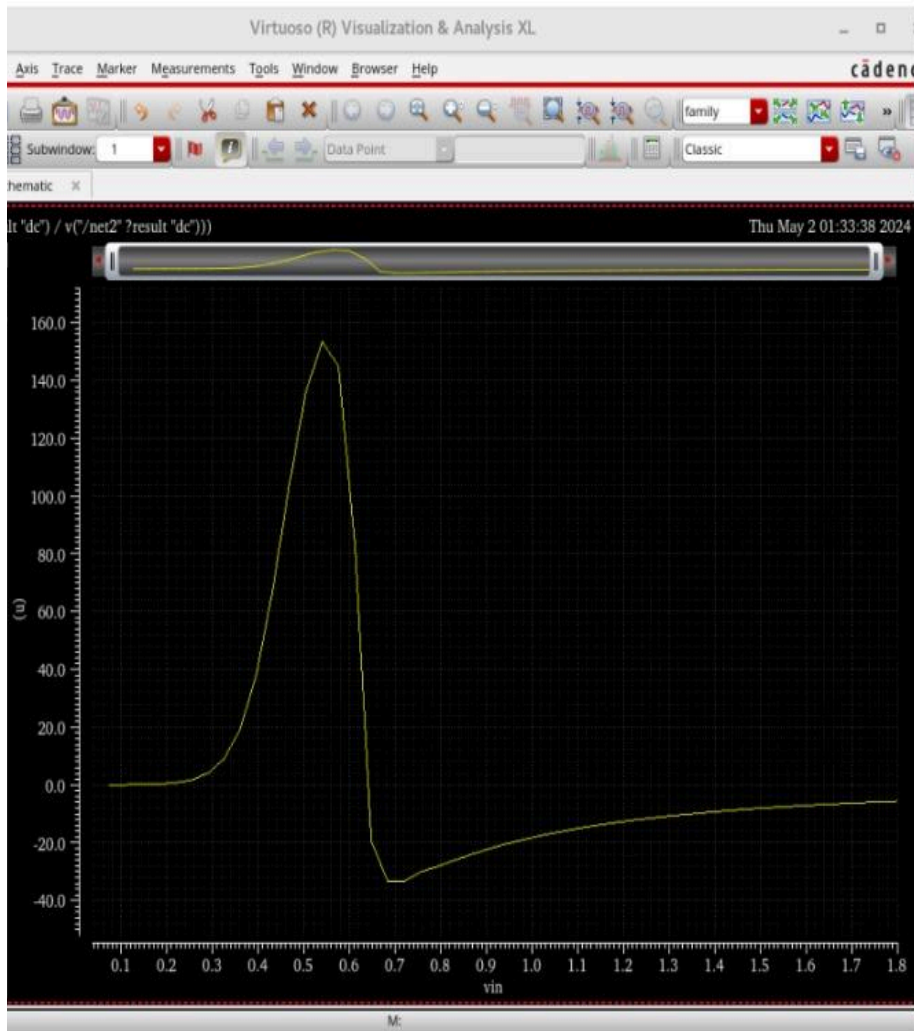 Virtuoso (R) Visualization & Analysis XL
Axis Trace Marker Measurements Tools Window Browser Help
cādenc
family
»
Subwindow: 1
Data Point
Classic
hematic
lt "dc") / v("/net2" ?result "dc")))
Thu May 2 01:33:38 2024
160.0
140.0
120.0
100.0
80.0
(u)
60.0
40.0
20.0
0.0
-20.0
-40.0
0.1 0.2 0.3 0.4 0.5 0.6 0.7 0.8 0.9 1.0 1.1 1.2 1.3 1.4 1.5 1.6 1.7 1.8
vin
M: